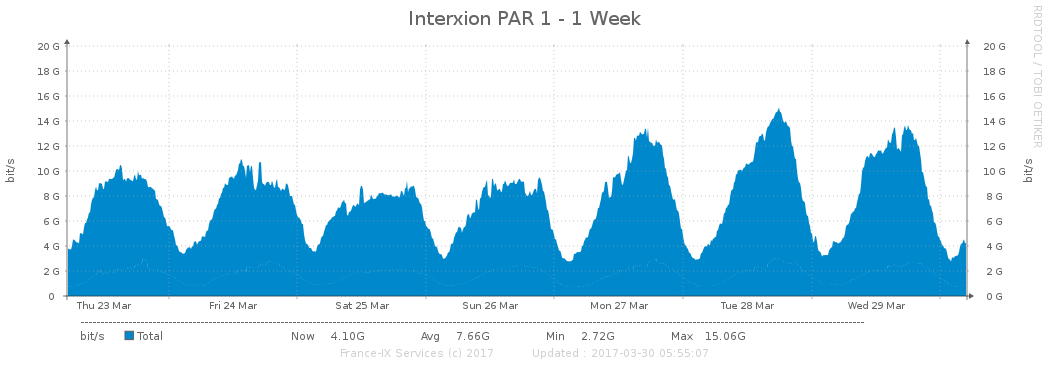 Interxion PAR 1 - 1 Week
RRDTOOL / TOBI OETIKER
bit/s
20 G
18 G
16 G
14 G
12 G
10 G
8 G
6 G
4 G
2 G
0
20 G
18 G
16 G
14 G
12 G
10 G
8 G
6 G
4 G
2 G
0 G
bit/s
Thu 23 Mar Fri 24 Mar Sat 25 Mar Sun 26 Mar Mon 27 Mar Tue 28 Mar Wed 29 Mar
bit/s Total Now 4.10G Avg 7.66G Min 2.72G Max 15.06G
France-IX Services (c) 2017 Updated : 2017-03-30 05:55:07